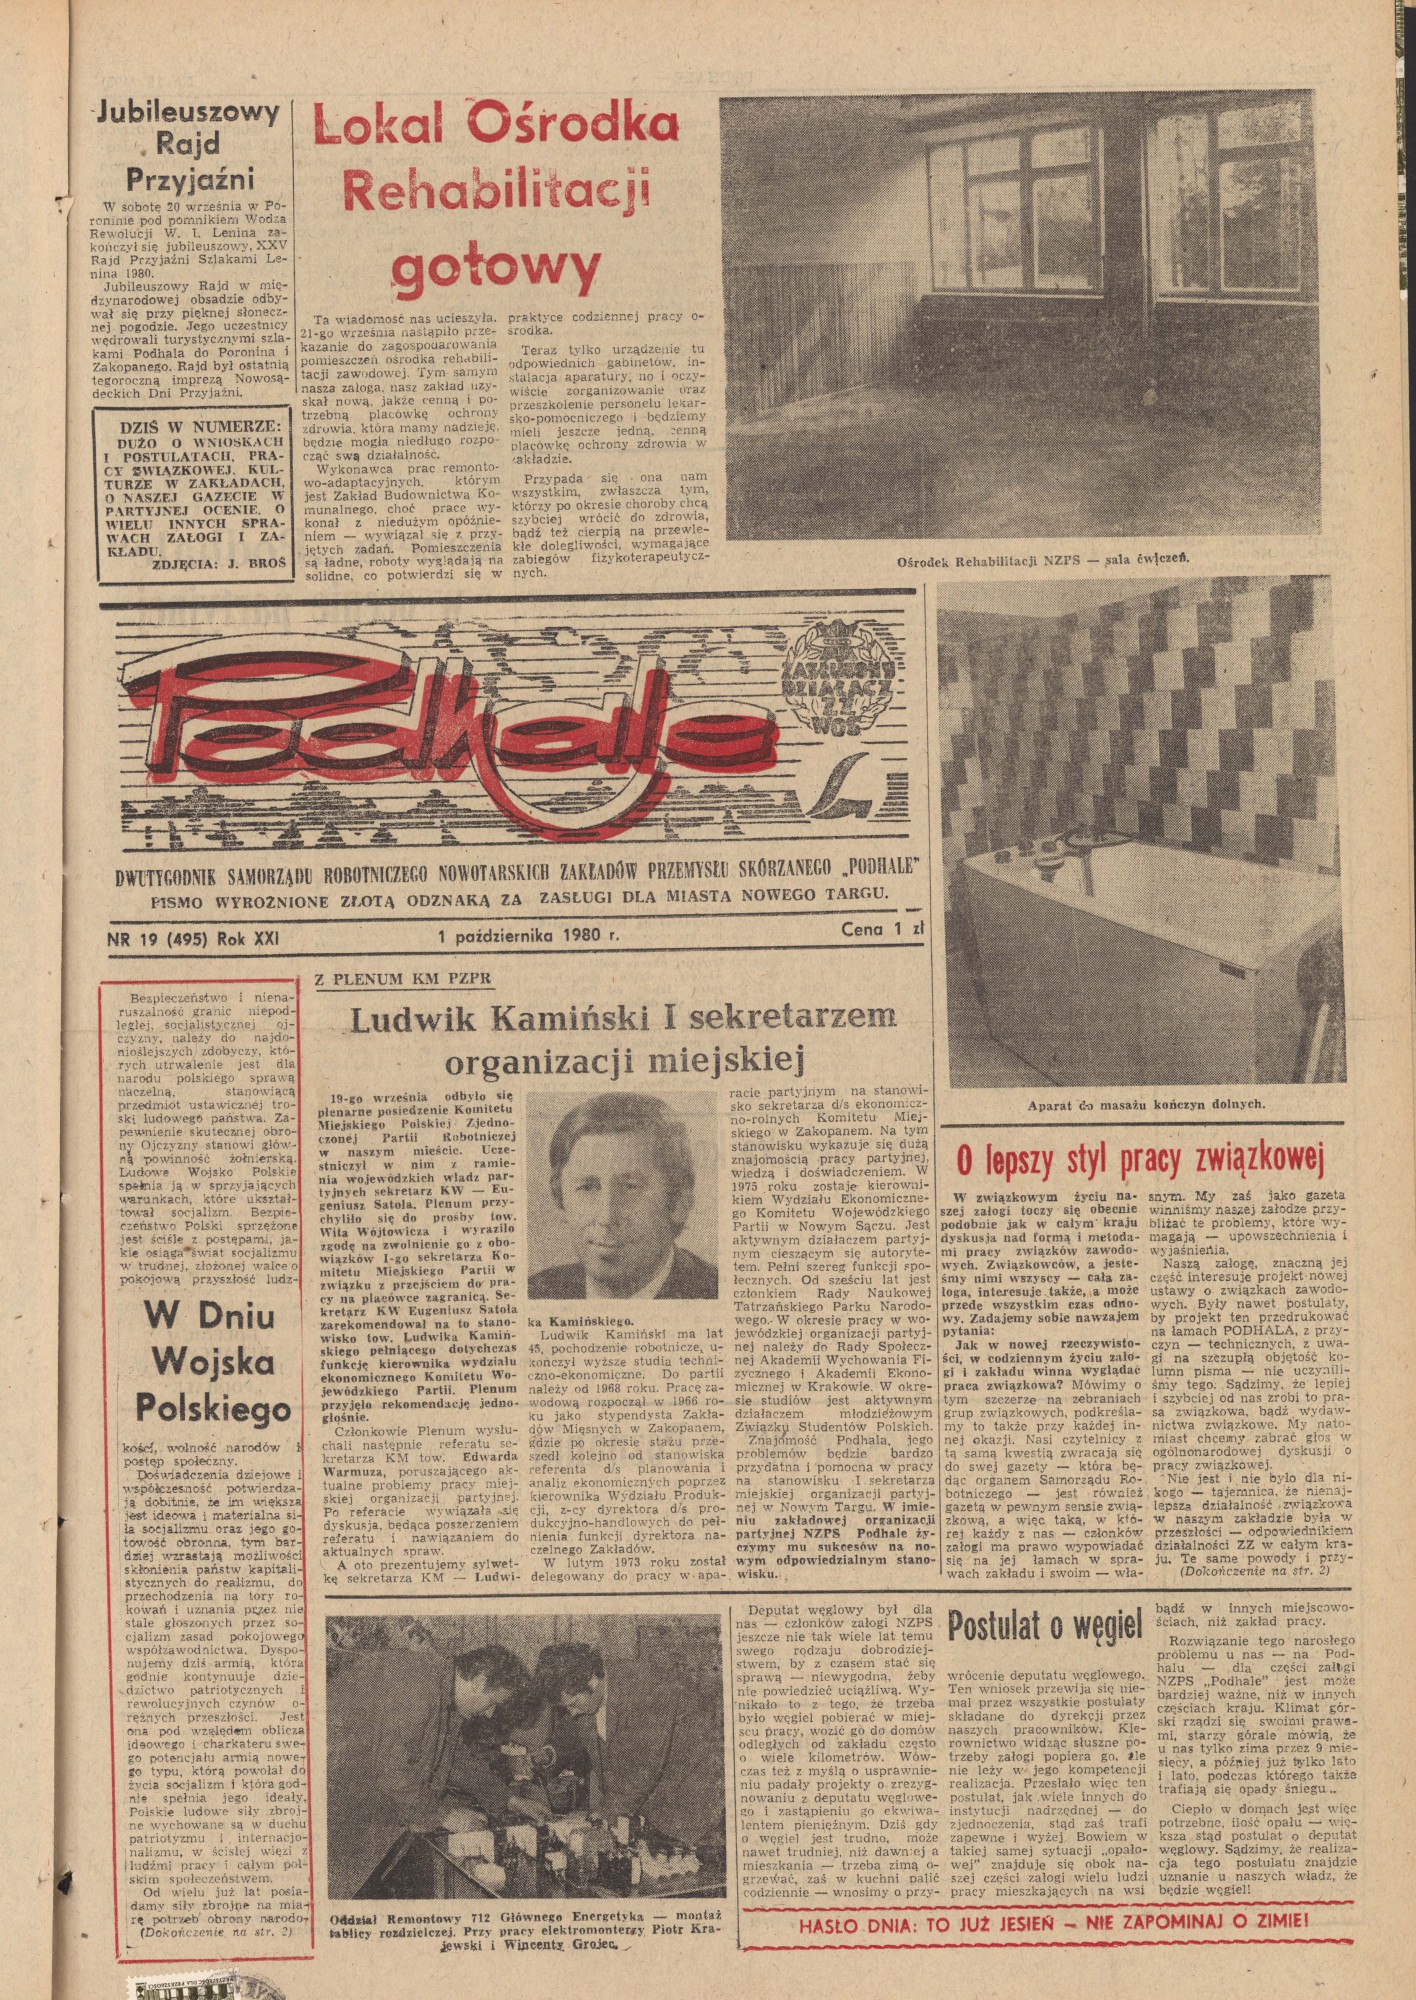 Jubileuszowy
Rajd
Przyjaźni
W sobotę 20 września w Po-
roninie pod pomnikiem Wodza
Rewolucji W. I. Lenina za-
kończył się jubileuszowy, XXV
Rajd Przyjaźni Szlakami Le-
nina 1980.
Jubileuszowy Rajd w mię-
dzynarodowej obsadzie odby-
wał się przy pięknej słonecz-
nej pogodzie. Jego uczestnicy
wędrowali turystycznymi szla-
kami Podhala do Poronina i
Zakopanego. Rajd był ostatnią
tegoroczną imprezą Nowosą-
deckich Dni Przyjaźni.
DZIŚ W NUMERZE:
DUŻO O WNIOSKACH
I POSTULATACH, PRA-
CY ZWIĄZKOWEJ, KUL-
TURZE W ZAKŁADACH,
O NASZEJ GAZECIE W
PARTYJNEJ OCENIE, O
WIELU INNYCH SPRA-
WACH ZAŁOGI I ZA-
KŁADU.
ZDJĘCIA: J. BROŚ
Lokal Ośrodka
Rehabilitacji
gotowy
Ta wiadomość nas ucieszyła.
21-go września nastąpiło prze-
kazanie do zagospodarowania
pomieszczeń ośrodka rehabili-
tacji zawodowej. Tym samym
nasza załoga, nasz zakład uzy-
skał nową, jakże cenną i po-
trzebną placówkę ochrony
zdrowia, która mamy nadzieję,
będzie mogła niedługo rozpo-
cząć swą działalność.
Wykonawca prac remonto-
wo-adaptacyjnych, którym
jest Zakład Budownictwa Ko-
munalnego, choć prace wy-
konał z niedużym opóźnie-
niem — wywiązał się z przy-
jętych zadań. Pomieszczenia
są ładne, roboty wyglądają na
solidne, co potwierdzi się w
praktyce codziennej pracy o-
środka.
Teraz tylko urządzenie tu
odpowiednich gabinetów, in-
stalacja aparatury, no i oczy-
wiście zorganizowanie oraz
przeszkolenie personelu lekar-
sko-pomocniczego i będziemy
mieli jeszcze jedną, cenną
placówkę ochrony zdrowia w
zakładzie.
Przypada się ona nam
wszystkim, zwłaszcza tym,
którzy po okresie choroby chcą
szybciej wrócić do zdrowia,
bądź też cierpią na przewle-
kłe dolegliwości, wymagające
zabiegów fizykoterapeutycz-
nych.
Ośrodek Rehabilitacji NZPS — sala ćwiczeń.
Podhale
ZASŁUŻONY
DZIAŁACZ
ZZ
WOS
DWUTYGODNIK SAMORZĄDU ROBOTNICZEGO NOWOTARSKICH ZAKŁADÓW PRZEMYSŁU SKÓRZANEGO „PODHALE"
PISMO WYRÓŻNIONE ZŁOTĄ ODZNAKĄ ZA ZASŁUGI DLA MIASTA NOWEGO TARGU.
NR 19 (495) Rok XXI 1 października 1980 r. Cena 1 zł
Aparat do masażu kończyn dolnych.
Bezpieczeństwo i niena-
ruszalność granic niepod-
ległej, socjalistycznej oj-
czyzny, należy do najdo-
nioślejszych zdobyczy, któ-
rych utrwalenie jest dla
narodu polskiego sprawą
naczelną, stanowiącą
przedmiot ustawicznej tro-
ski ludowego państwa. Za-
pewnienie skutecznej obro-
ny Ojczyzny stanowi głów-
ną powinność żołnierską.
Ludowe Wojsko Polskie
spełnia ją w sprzyjających
warunkach, które ukształ-
tował socjalizm. Bezpie-
czeństwo Polski sprzężone
jest ściśle z postępami, ja-
kie osiąga świat socjalizmu
w trudnej, złożonej walce o
pokojową przyszłość ludz-
W Dniu
Wojska
Polskiego
kości, wolność narodów i
postęp społeczny.
Doświadczenia dziejowe i
współczesność potwierdza-
ją dobitnie, że im większa
jest ideowa i materialna si-
ła socjalizmu oraz jego go-
towość obronna, tym bar-
dziej wzrastają możliwości
skłonienia państw kapitali-
stycznych do realizmu, do
przechodzenia na tory ro-
kowań i uznania przez nie
stale głoszonych przez so-
cjalizm zasad pokojowego
współzawodnictwa. Dyspo-
nujemy dziś armią, która
godnie kontynuuje dzie-
dzictwo patriotycznych i
rewolucyjnych czynów o-
rężnych przeszłości. Jest
ona pod względem oblicza
ideowego i charkateru swe-
go potencjału armią nowe-
go typu, którą powołał do
życia socjalizm i która god-
nie spełnia jego ideały.
Polskie ludowe siły zbroj-
ne wychowane są w duchu
patriotyzmu i internacjo-
nalizmu, w ścisłej więzi z
ludźmi pracy i całym pol-
skim społeczeństwem.
Od wielu już lat posia-
damy siły zbrojne na mia-
rę potrzeb obrony narodo-
(Dokończenie na str. 2)
Z PLENUM KM PZPR
Ludwik Kamiński I sekretarzem
organizacji miejskiej
19-go września odbyło się
plenarne posiedzenie Komitetu
Miejskiego Polskiej Zjedno-
czonej Partii Robotniczej
w naszym mieście. Ucze-
stniczył w nim z ramie-
nia wojewódzkich władz par-
tyjnych sekretarz KW — Eu-
geniusz Satoła. Plenum przy-
chyliło się do prośby tow.
Wita Wójtowicza i wyraziło
zgodę na zwolnienie go z obo-
wiązków I-go sekretarza Ko-
mitetu Miejskiego Partii w
związku z przejściem do pra-
cy na placówce zagranicą. Se-
kretarz KW Eugeniusz Satoła
zarekomendował na to stano-
wisko tow. Ludwika Kamiń-
skiego pełniącego dotychczas
funkcję kierownika wydziału
ekonomicznego Komitetu Wo-
jewódzkiego Partii. Plenum
przyjęło rekomendację jedno-
głośnie.
Członkowie Plenum wysłu-
chali następnie referatu se-
kretarza KM tow. Edwarda
Warmuza, poruszającego ak-
tualne problemy pracy miej-
skiej organizacji partyjnej.
Po referacie wywiązała się
dyskusja, będąca poszerzeniem
referatu i nawiązaniem do
aktualnych spraw.
A oto prezentujemy sylwet-
kę sekretarza KM — Ludwi-
ka Kamińskiego.
Ludwik Kamiński ma lat
45, pochodzenie robotnicze, u-
kończył wyższe studia techni-
czno-ekonomiczne. Do partii
należy od 1968 roku. Pracę za-
wodową rozpoczął w 1966 ro-
ku jako stypendysta Zakła-
dów Mięsnych w Zakopanem,
gdzie po okresie stażu prze-
szedł kolejno od stanowiska
referenta d/s planowania i
analiz ekonomicznych poprzez
kierownika Wydziału Produk-
cji, z-cy dyrektora d/s pro-
dukcyjno-handlowych do peł-
nienia funkcji dyrektora na-
czelnego Zakładów.
W lutym 1973 roku został
delegowany do pracy w apa-
racie partyjnym na stanowi-
sko sekretarza d/s ekonomicz-
no-rolnych Komitetu Miej-
skiego w Zakopanem. Na tym
stanowisku wykazuje się dużą
znajomością pracy partyjnej,
wiedzą i doświadczeniem. W
1975 roku zostaje kierowni-
kiem Wydziału Ekonomiczne-
go Komitetu Wojewódzkiego
Partii w Nowym Sączu. Jest
aktywnym działaczem partyj-
nym cieszącym się autoryte-
tem. Pełni szereg funkcji spo-
łecznych. Od sześciu lat jest
członkiem Rady Naukowej
Tatrzańskiego Parku Narodo-
wego. W okresie pracy w wo-
jewódzkiej organizacji partyj-
nej należy do Rady Społecz-
nej Akademii Wychowania Fi-
zycznego i Akademii Ekono-
micznej w Krakowie. W okre-
sie studiów jest aktywnym
działaczem młodzieżowym
Związku Studentów Polskich.
Znajomość Podhala, jego
problemów będzie bardzo
przydatna i pomocna w pracy
na stanowisku I sekretarza
miejskiej organizacji partyj-
nej w Nowym Targu. W imie-
niu zakładowej organizacji
partyjnej NZPS Podhale ży-
czymy mu sukcesów na no-
wym odpowiedzialnym stano-
wisku.
O lepszy styl pracy związkowej
W związkowym życiu na-
szej załogi toczy się obecnie
podobnie jak w całym kraju
dyskusja nad formą i metoda-
mi pracy związków zawodo-
wych. Związkowców, a jeste-
śmy nimi wszyscy — cała za-
łoga, interesuje także, a może
przede wszystkim czas odno-
wy. Zadajemy sobie nawzajem
pytania:
Jak w nowej rzeczywisto-
ści, w codziennym życiu zało-
gi i zakładu winna wyglądać
praca związkowa? Mówimy o
tym szczerze na zebraniach
grup związkowych, podkreśla-
my to także przy każdej in-
nej okazji. Nasi czytelnicy z
tą samą kwestią zwracają się
do swej gazety — która bę-
dąc organem Samorządu Ro-
botniczego — jest również
gazetą w pewnym sensie zwią-
zkową, a więc taką, w któ-
rej każdy z nas — członków
załogi ma prawo wypowiadać
się na jej łamach w spra-
wach zakładu i swoim — wła-
snym. My zaś jako gazeta
winniśmy naszej załodze przy-
bliżać te problemy, które wy-
magają — upowszechnienia i
wyjaśnienia.
Naszą załogę, znaczną jej
część interesuje projekt nowej
ustawy o związkach zawodo-
wych. Były nawet postulaty,
by projekt ten przedrukować
na łamach PODHALA, z przy-
czyn — technicznych, z uwa-
gi na szczupłą objętość ko-
lumn pisma — nie uczynili-
śmy tego. Sądzimy, że lepiej
i szybciej od nas zrobi to pra-
sa związkowa, bądź wydaw-
nictwa związkowe. My nato-
miast chcemy zabrać głos w
ogólnonarodowej dyskusji o
pracy związkowej.
Nie jest i nie było dla ni-
kogo — tajemnicą, że nienaj-
lepsza działalność związkowa
w naszym zakładzie była w
przeszłości — odpowiednikiem
działalności ZZ w całym kra-
ju. Te same powody i przy-
(Dokończenie na str. 2)
Oddział Remontowy 712 Głównego Energetyka — montaż
tablicy rozdzielczej. Przy pracy elektromonterzy Piotr Kra-
jewski i Wincenty Grojec.
Postulat o węgiel
Deputat węglowy był dla
nas — członków załogi NZPS
jeszcze nie tak wiele lat temu
swego rodzaju dobrodziej-
stwem, by z czasem stać się
sprawą — niewygodną, żeby
nie powiedzieć uciążliwą. Wy-
nikało to z tego, że trzeba
było węgiel pobierać w miej-
scu pracy, wozić go do domów
odległych od zakładu często
o wiele kilometrów. Wów-
czas też z myślą o usprawnie-
niu padały projekty o zrezyg-
nowaniu z deputatu węglowe-
go i zastąpieniu go ekwiwa-
lentem pieniężnym. Dziś gdy
o węgiel jest trudno, może
nawet trudniej, niż dawniej a
mieszkania — trzeba zimą o-
grzewać, zaś w kuchni palić
codziennie — wnosimy o przy-
wrócenie deputatu węglowego.
Ten wniosek przewija się nie-
mal przez wszystkie postulaty
składane do dyrekcji przez
naszych pracowników. Kie-
rownictwo widząc słuszne po-
trzeby załogi popiera go, ale
nie leży w jego kompetencji
realizacja. Przesłało więc ten
postulat, jak wiele innych do
instytucji nadrzędnej — do
zjednoczenia, stąd zaś trafi
zapewne i wyżej. Bowiem w
takiej samej sytuacji „opało-
wej" znajduje się obok na-
szej części załogi wielu ludzi
pracy mieszkających na wsi
bądź w innych miejscowo-
ściach, niż zakład pracy.
Rozwiązanie tego narosłego
problemu u nas — na Pod-
halu — dla części załogi
NZPS „Podhale" jest może
bardziej ważne, niż w innych
częściach kraju. Klimat gór-
ski rządzi się swoimi prawa-
mi, starzy górale mówią, że
u nas tylko zima przez 9 mie-
sięcy, a później już tylko lato
i lato, podczas którego także
trafiają się opady śniegu...
Ciepło w domach jest więc
potrzebne, ilość opału — więk-
sza stąd postulat o deputat
węglowy. Sądzimy, że realiza-
cja tego postulatu znajdzie
uznanie u naszych władz, że
będzie węgiel!
HASŁO DNIA: TO JUŻ JESIEŃ — NIE ZAPOMINAJ O ZIMIE!